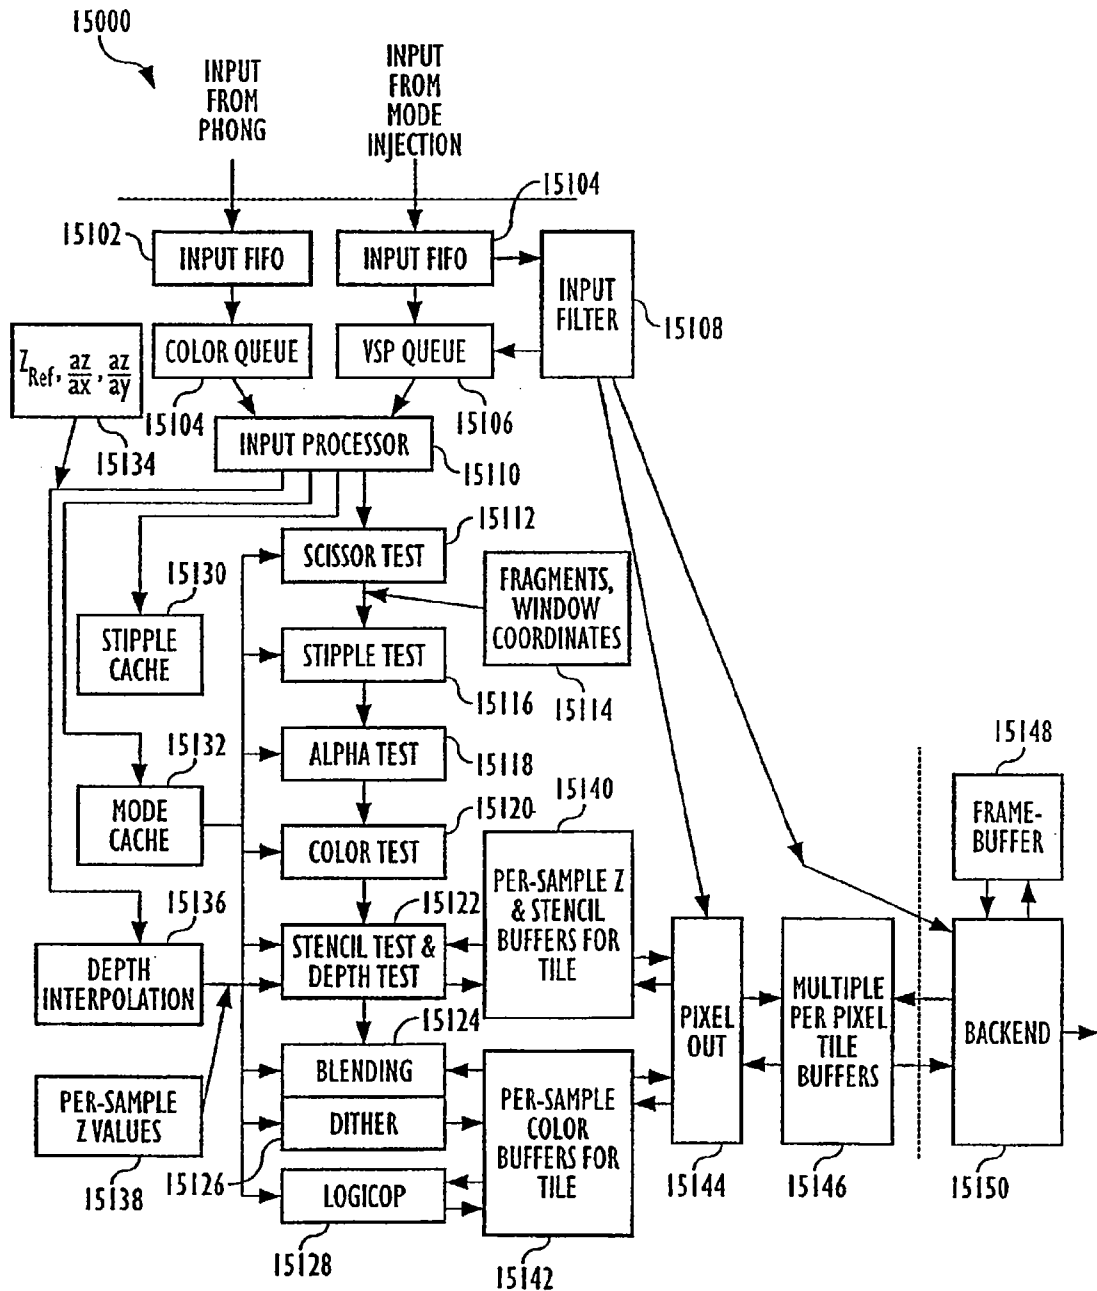 15000
INPUT
FROM
PHONG
INPUT
FROM
MODE
INJECTION
15104
15102
INPUT FIFO
INPUT FIFO
INPUT
FILTER
15108
Z Ref, az/ax, az/ay
COLOR QUEUE
VSP QUEUE
15134
15104
15106
INPUT PROCESSOR
15110
15112
SCISSOR TEST
FRAGMENTS,
WINDOW
COORDINATES
15114
15130
STIPPLE
CACHE
STIPPLE TEST
15116
15132
MODE
CACHE
ALPHA TEST
15118
15120
COLOR TEST
15140
PER-SAMPLE Z
& STENCIL
BUFFERS FOR
TILE
15148
FRAME-
BUFFER
15136
DEPTH
INTERPOLATION
15122
STENCIL TEST &
DEPTH TEST
15124
BLENDING
DITHER
15126
PER-SAMPLE
Z VALUES
15138
LOGICOP
15128
PER-SAMPLE
COLOR
BUFFERS FOR
TILE
15142
PIXEL
OUT
15144
MULTIPLE
PER PIXEL
TILE
BUFFERS
15146
BACKEND
15150